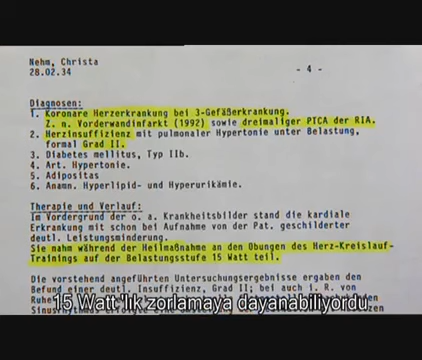 Nehm, Christa
28.02.34
- 4 -
Diagnosen:
1. Koronare Herzerkrankung bei 3-Gefäßerkrankung.
Z. n. Vorderwandinfarkt (1992) sowie dreimaliger PTCA der RIA.
2. Herzinsuffizienz mit pulmonaler Hypertonie unter Belastung,
formal Grad II.
3. Diabetes mellitus, Typ IIb.
4. Art. Hypertonie.
5. Adipositas
6. Anamn. Hyperlipid- und Hyperurikämie.
Therapie und Verlauf:
Im Vordergrund der o. a. Krankheitsbilder stand die kardiale
Erkrankung mit schon bei Aufnahme von der Pat. geschilderter
deutl. Leistungsminderung.
Sie nahm während der Heilmaßnahme an den Übungen des Herz-Kreislauf-
Trainings auf der Belastungsstufe 15 Watt teil.
Die vorstehend angeführten Untersuchungsergebnisse ergaben den
Befund einer deutl. Insuffizienz, Grad II; bei auch i. R. von
15 Watt'lık zorlamaya dayanabiliyordu